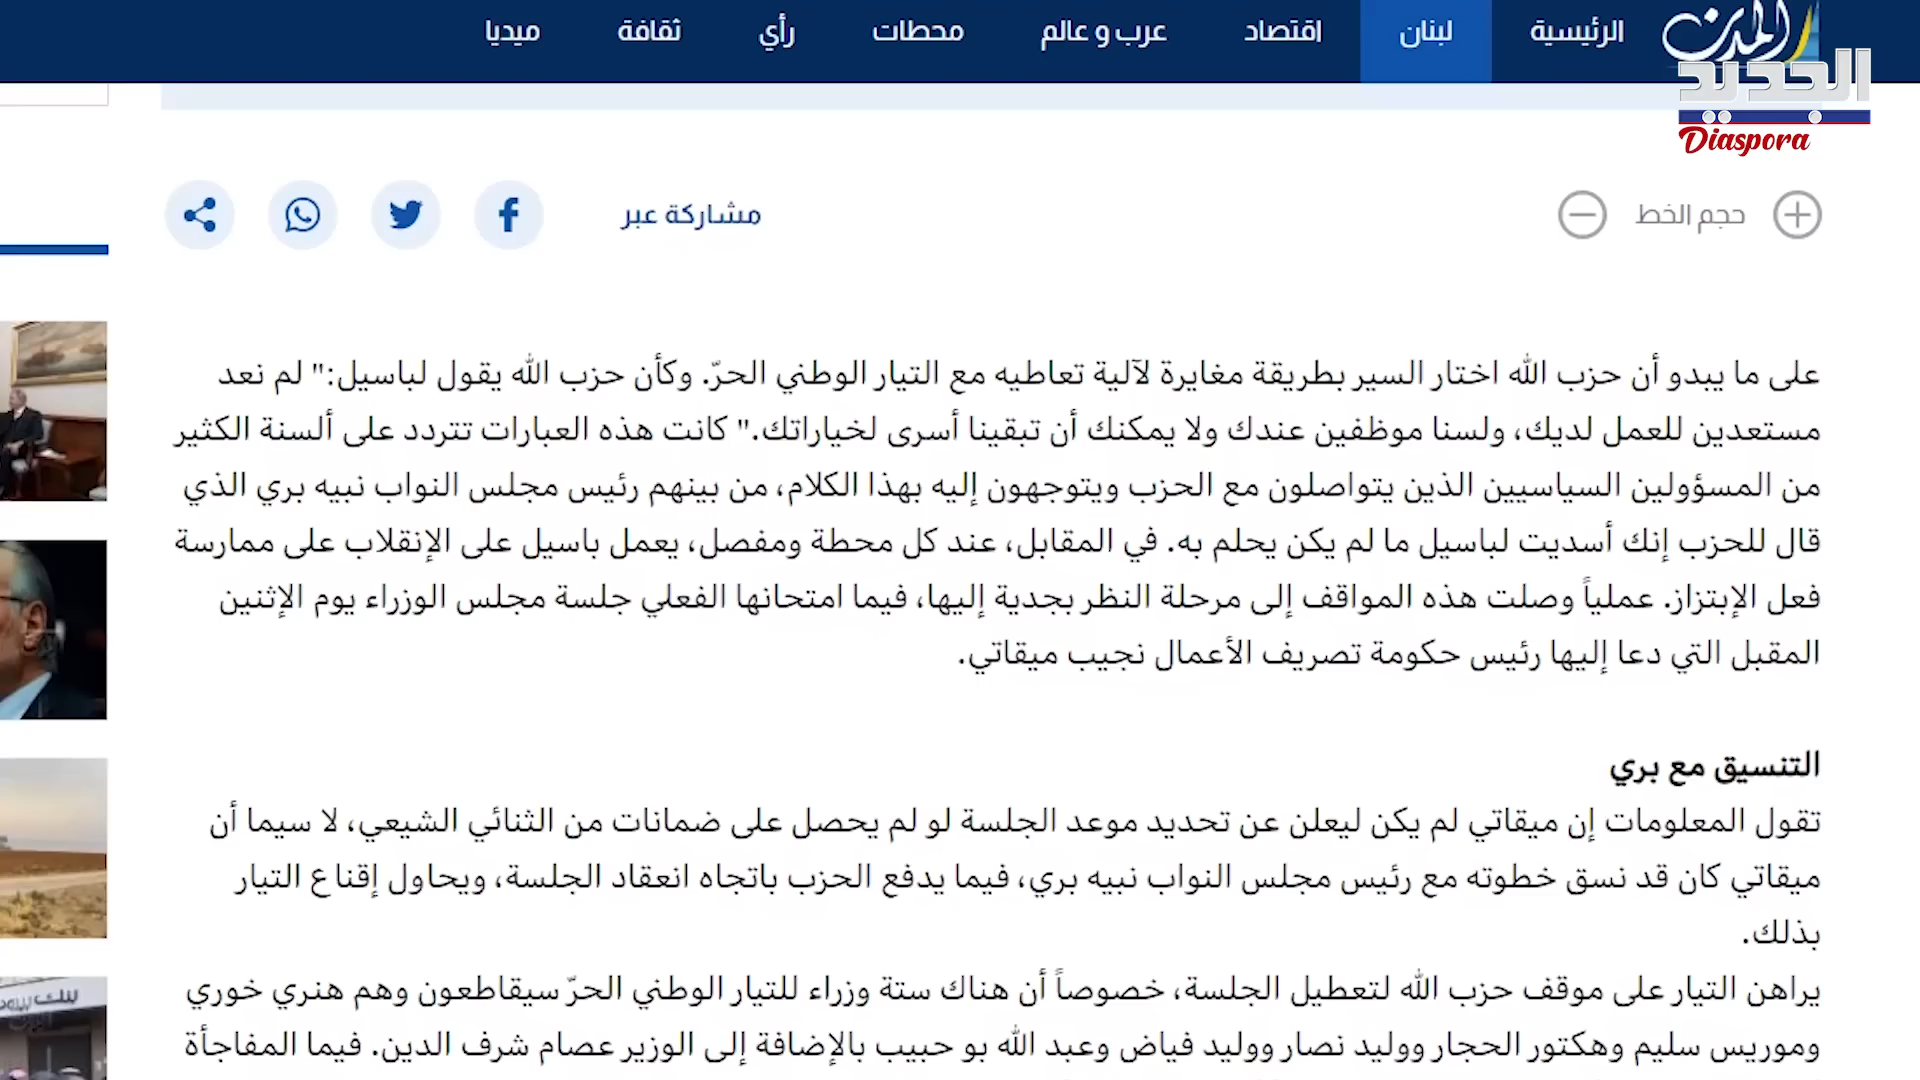 الرئيسية
لبنان
اقتصاد
عرب و عالم
محطات
رأي
ثقافة
ميديا
المدن
الجديد
Diaspora
حجم الخط
مشاركة عبر
على ما يبدو أن حزب الله اختار السير بطريقة مغايرة لآلية تعاطيه مع التيار الوطني الحرّ. وكأن حزب الله يقول لباسيل:" لم نعد
مستعدين للعمل لديك، ولسنا موظفين عندك ولا يمكنك أن تبقينا أسرى لخياراتك." كانت هذه العبارات تتردد على ألسنة الكثير
من المسؤولين السياسيين الذين يتواصلون مع الحزب ويتوجهون إليه بهذا الكلام، من بينهم رئيس مجلس النواب نبيه بري الذي
قال للحزب إنك أسديت لباسيل ما لم يكن يحلم به. في المقابل، عند كل محطة ومفصل، يعمل باسيل على الإنقلاب على ممارسة
فعل الإبتزاز. عملياً وصلت هذه المواقف إلى مرحلة النظر بجدية إليها، فيما امتحانها الفعلي جلسة مجلس الوزراء يوم الإثنين
المقبل التي دعا إليها رئيس حكومة تصريف الأعمال نجيب ميقاتي.
التنسيق مع بري
تقول المعلومات إن ميقاتي لم يكن ليعلن عن تحديد موعد الجلسة لو لم يحصل على ضمانات من الثنائي الشيعي، لا سيما أن
ميقاتي كان قد نسق خطوته مع رئيس مجلس النواب نبيه بري، فيما يدفع الحزب باتجاه انعقاد الجلسة، ويحاول إقناع التيار
بذلك.
يراهن التيار على موقف حزب الله لتعطيل الجلسة، خصوصاً أن هناك ستة وزراء للتيار الوطني الحرّ سيقاطعون وهم هنري خوري
وموريس سليم وهكتور الحجار ووليد نصار ووليد فياض وعبد الله بو حبيب بالإضافة إلى الوزير عصام شرف الدين. فيما المفاجأة
بنك